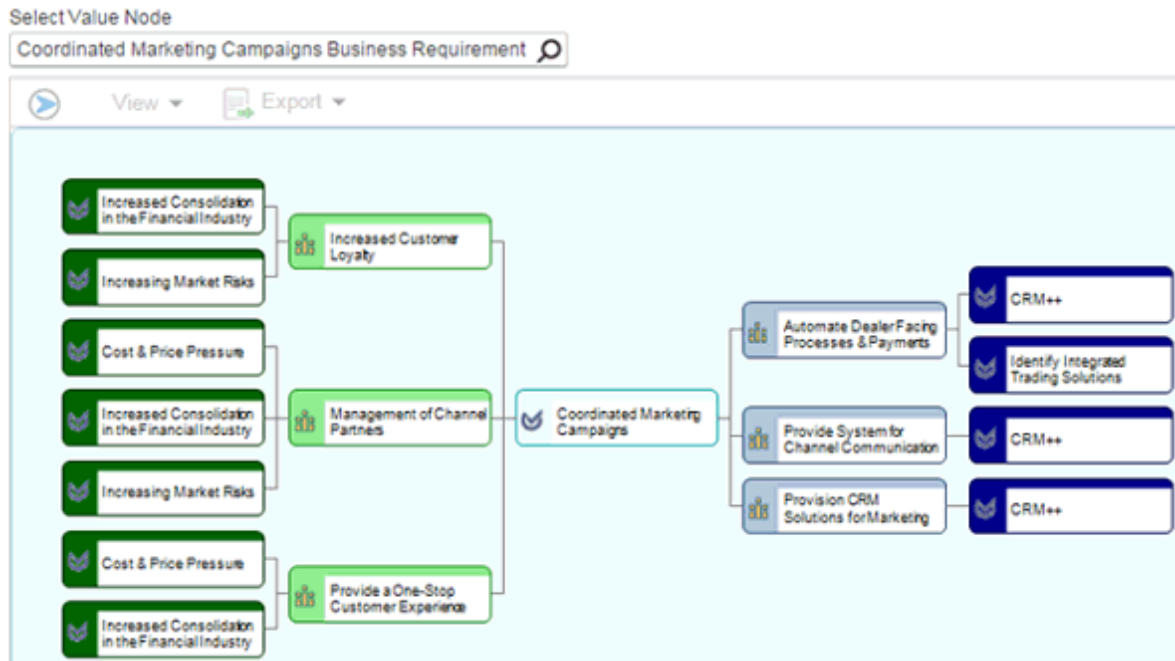 Select Value Node
Coordinated Marketing Campaigns Business Requirement
View
Export
Increased Consolidation
in the Financial Industry
Increasing Market Risks
Increased Customer
Loyalty
Cost & Price Pressure
Increased Consolidation
in the Financial Industry
Increasing Market Risks
Management of Channel
Partners
Cost & Price Pressure
Increased Consolidation
in the Financial Industry
Provide a One-Stop
Customer Experience
Coordinated Marketing
Campaigns
Automate Dealer Facing
Processes & Payments
CRM++
Identify Integrated
Trading Solutions
Provide System for
Channel Communication
CRM++
Provision CRM
Solutions for Marketing
CRM++